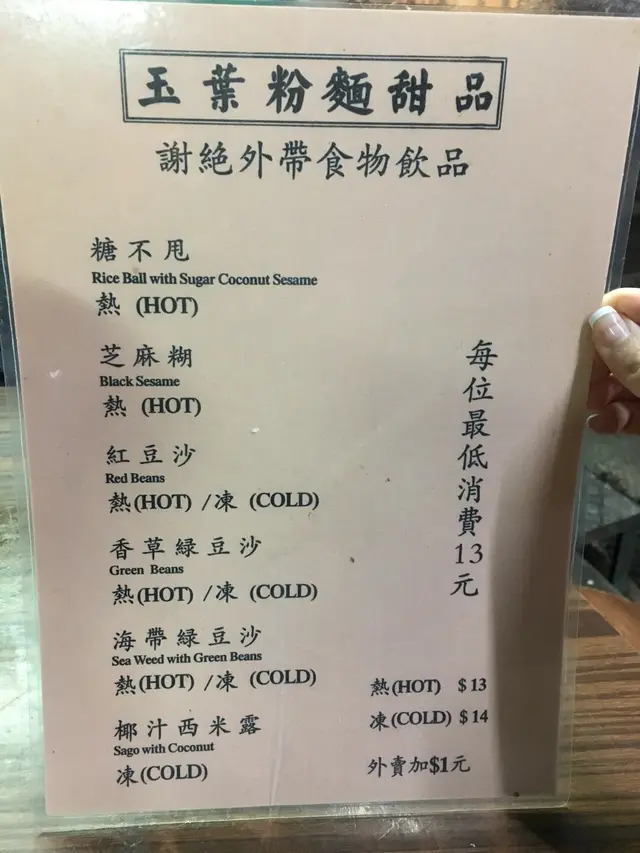 玉葉粉麵甜品
謝絕外帶食物飲品
糖不甩
Rice Ball with Sugar Coconut Sesame
熱 (HOT)
芝麻糊
Black Sesame
熱 (HOT)
紅豆沙
Red Beans
熱(HOT) /凍 (COLD)
香草綠豆沙
Green Beans
熱(HOT) /凍 (COLD)
海帶綠豆沙
Sea Weed with Green Beans
熱(HOT) /凍 (COLD)
椰汁西米露
Sago with Coconut
凍(COLD)
每位最低消費13元
熱(HOT) $13
凍(COLD) $14
外賣加$1元